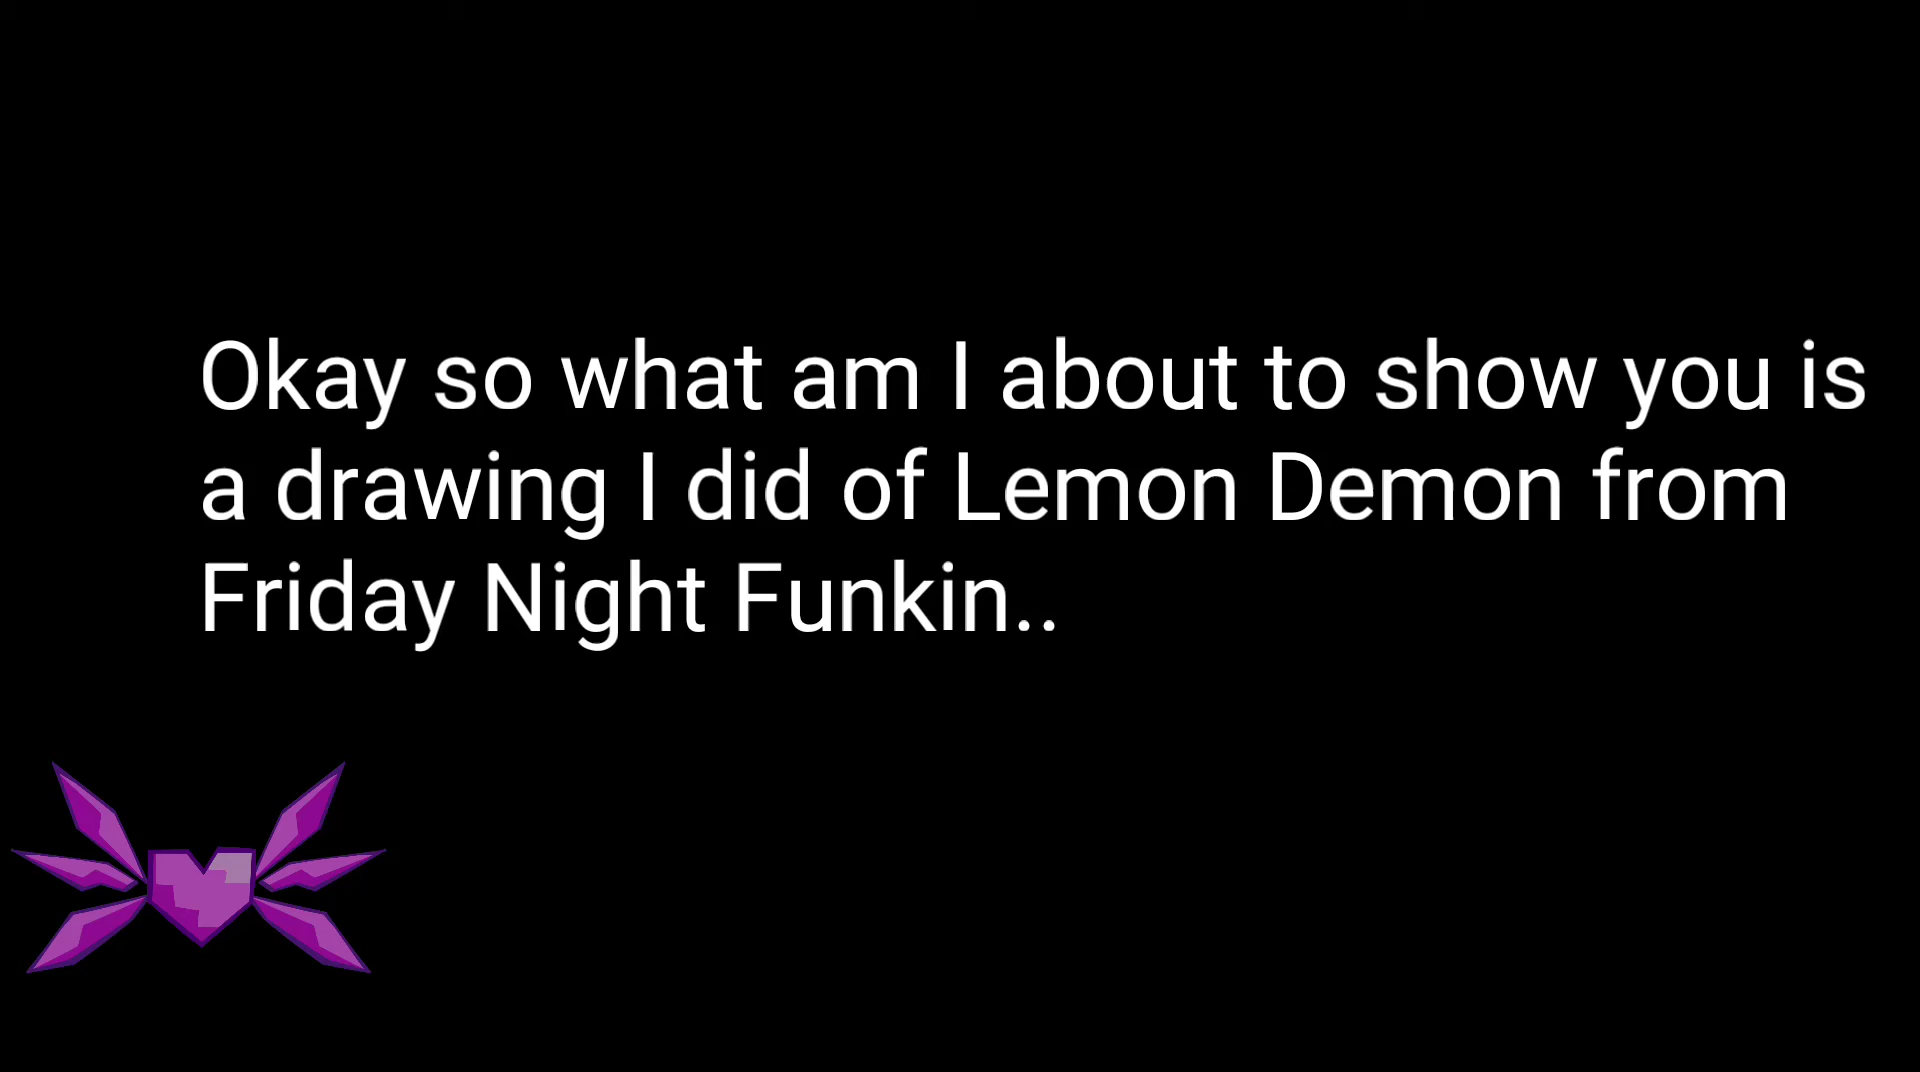 Okay so what am I about to show you is
a drawing I did of Lemon Demon from
Friday Night Funkin..